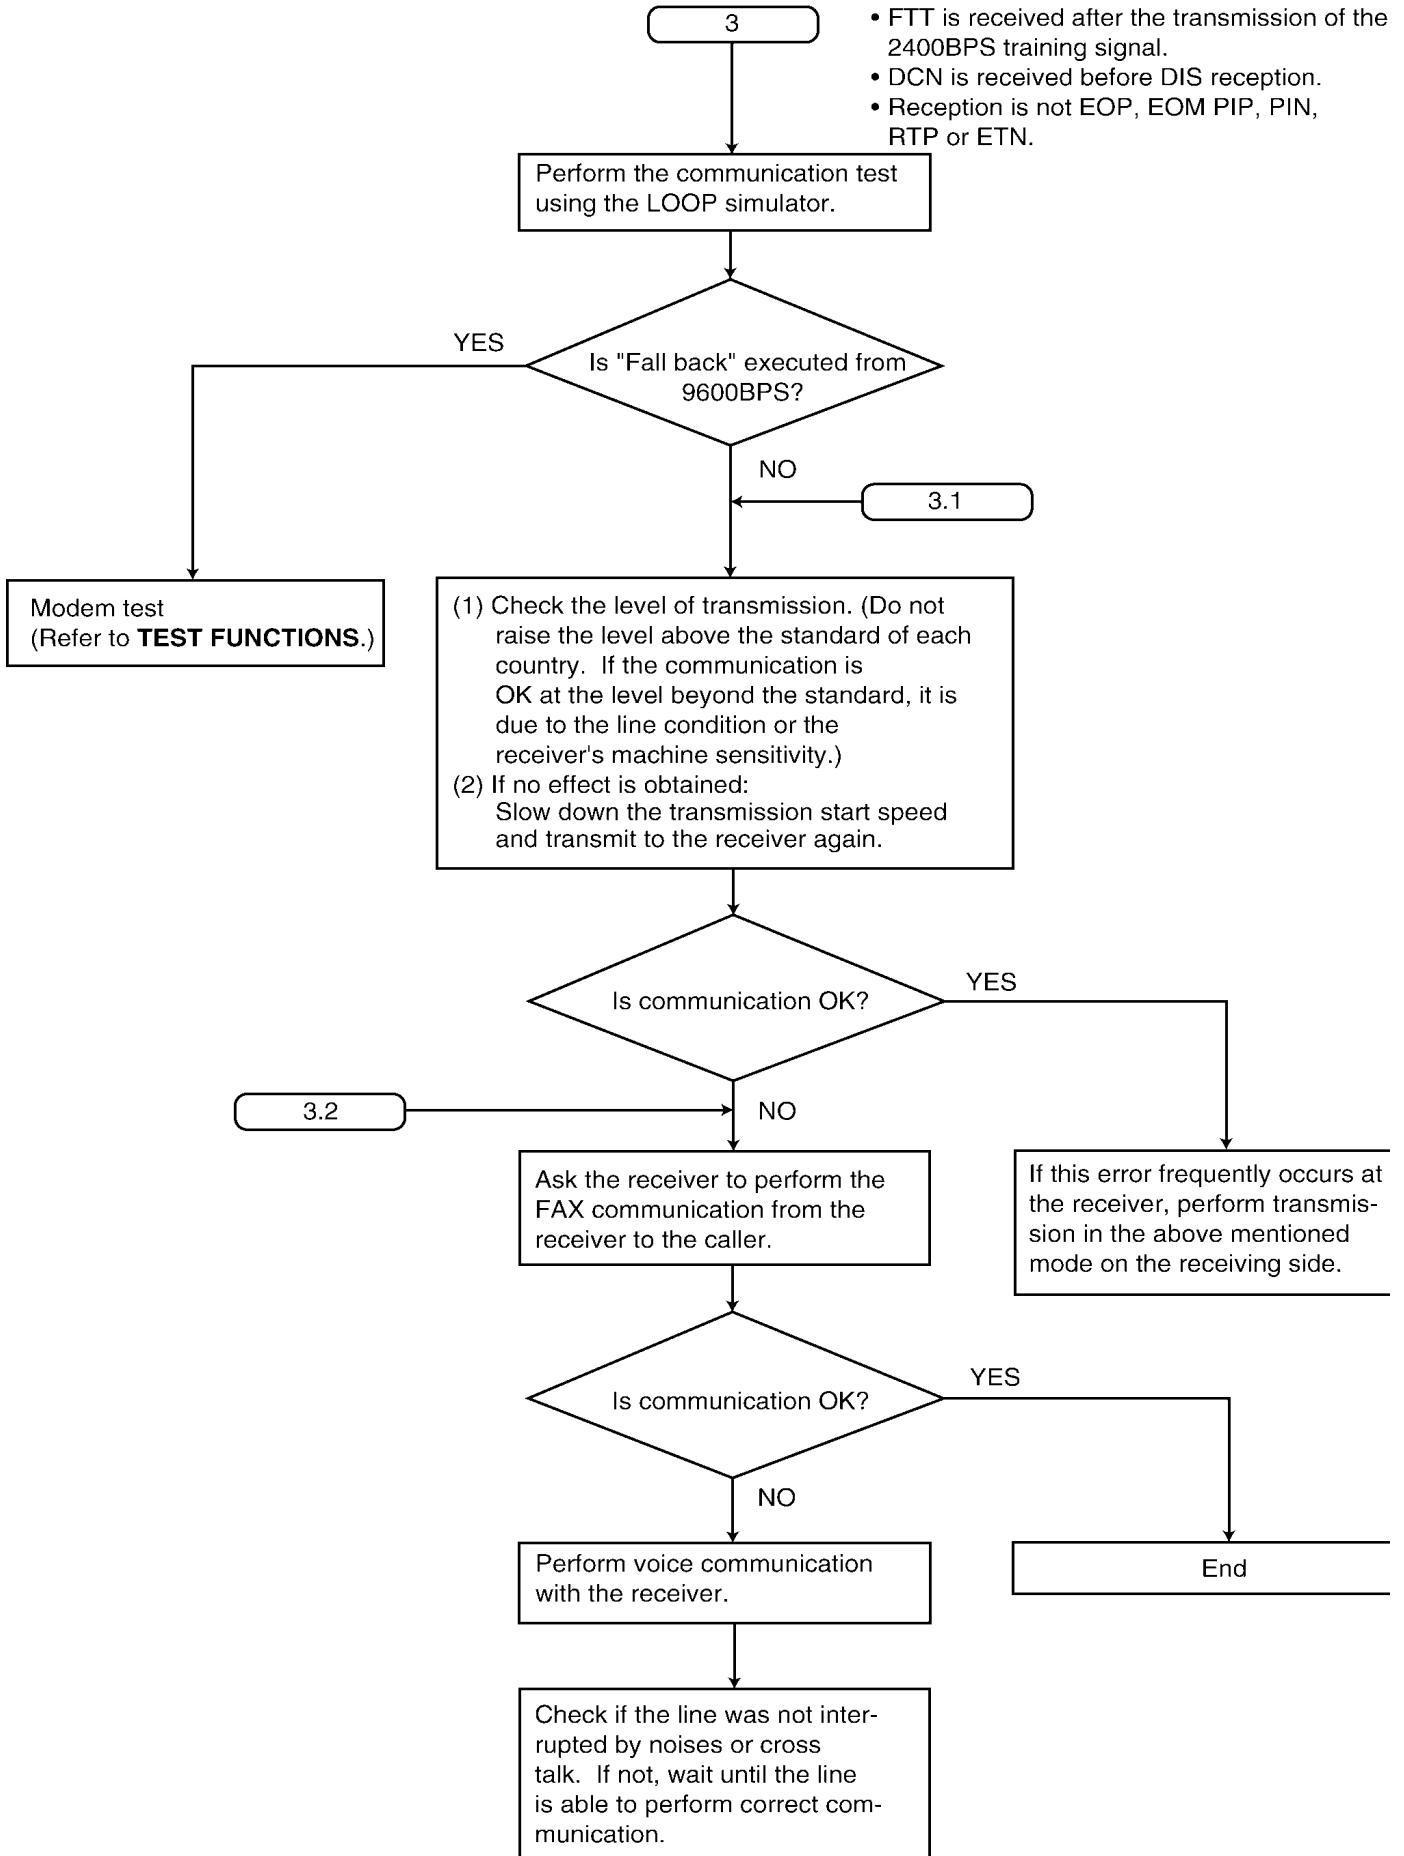 3
• FTT is received after the transmission of the
2400BPS training signal.
• DCN is received before DIS reception.
• Reception is not EOP, EOM PIP, PIN,
RTP or ETN.
Perform the communication test
using the LOOP simulator.
YES
Is "Fall back" executed from
9600BPS?
NO
3.1
Modem test
(Refer to TEST FUNCTIONS.)
(1) Check the level of transmission. (Do not
raise the level above the standard of each
country.  If the communication is
OK at the level beyond the standard, it is
due to the line condition or the
receiver's machine sensitivity.)
(2) If no effect is obtained:
Slow down the transmission start speed
and transmit to the receiver again.
Is communication OK?
YES
3.2
NO
Ask the receiver to perform the
FAX communication from the
receiver to the caller.
If this error frequently occurs at
the receiver, perform transmis-
sion in the above mentioned
mode on the receiving side.
Is communication OK?
YES
NO
Perform voice communication
with the receiver.
End
Check if the line was not inter-
rupted by noises or cross
talk.  If not, wait until the line
is able to perform correct com-
munication.